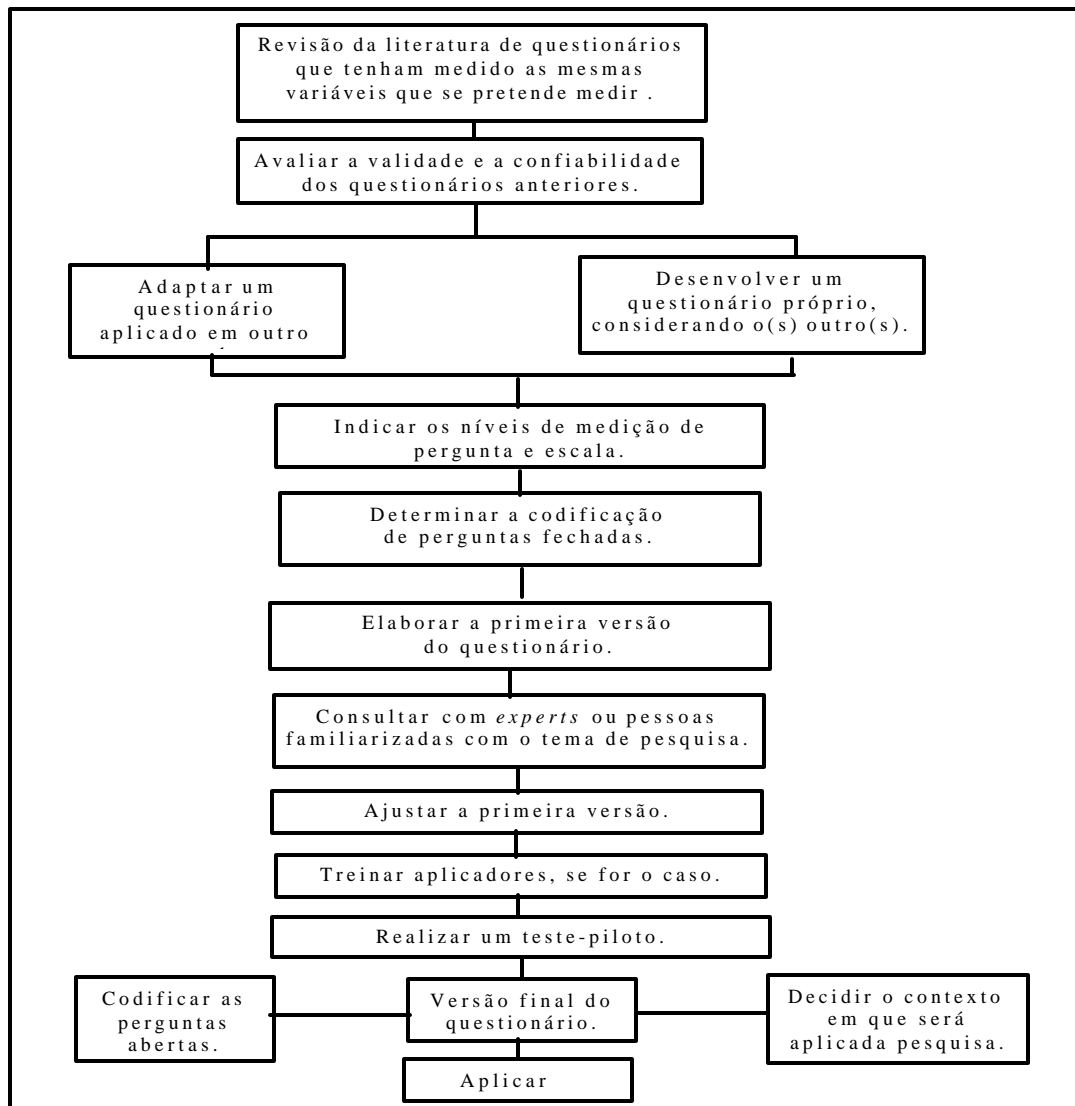 Revisão da literatura de questionários
que tenham medido as mesmas
variáveis que se pretende medir .
Avaliar a validade e a confiabilidade
dos questionários anteriores.
Adaptar um
questionário
aplicado em outro
Desenvolver um
questionário próprio,
considerando o(s) outro(s).
Indicar os níveis de medição de
pergunta e escala.
Determinar a codificação
de perguntas fechadas.
Elaborar a primeira versão
do questionário.
Consultar com experts ou pessoas
familiarizadas com o tema de pesquisa.
Ajustar a primeira versão.
Treinar aplicadores, se for o caso.
Realizar um teste-piloto.
Codificar as
perguntas
abertas.
Versão final do
questionário.
Decidir o contexto
em que será
aplicada pesquisa.
Aplicar